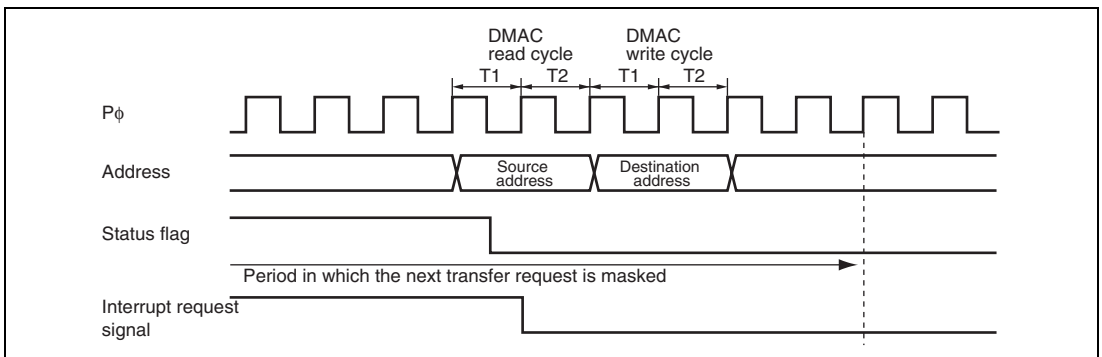 DMAC
read cycle
DMAC
write cycle
T1
T2
T1
T2
Pϕ
Address
Source
address
Destination
address
Status flag
Period in which the next transfer request is masked
Interrupt request
signal